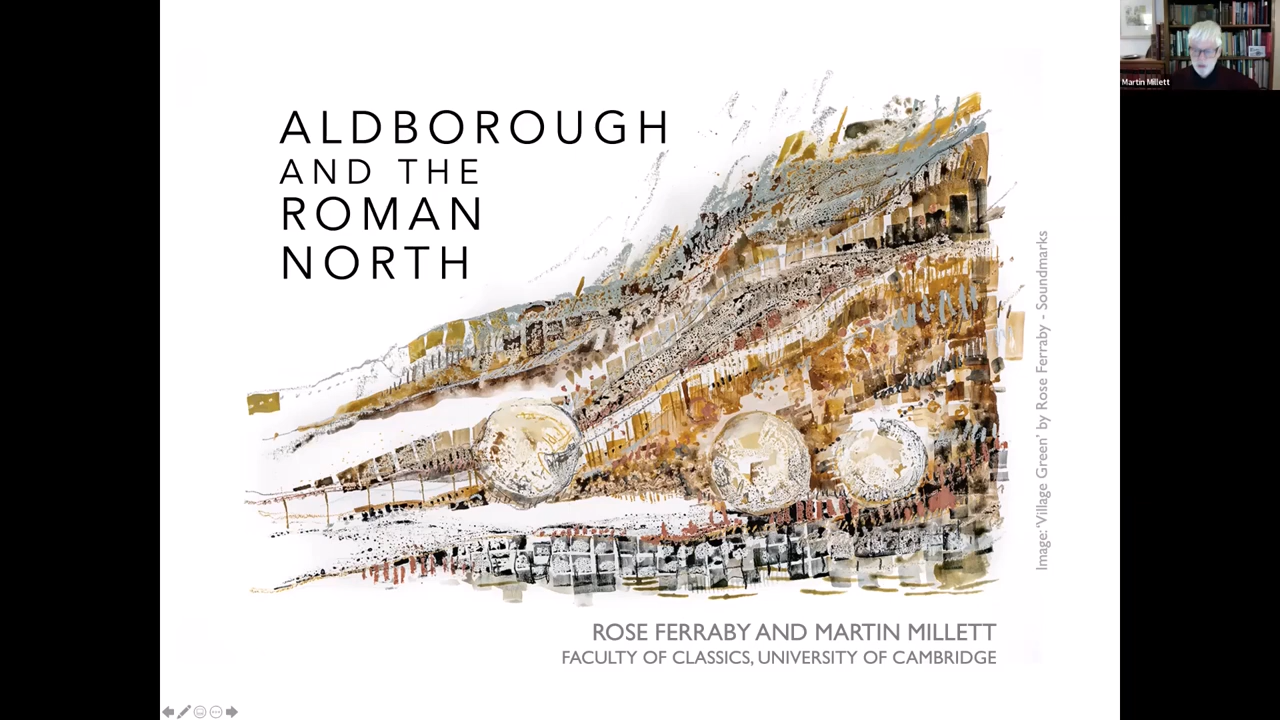 Martin Millett
ALDBOROUGH
AND THE
ROMAN
NORTH
Image: 'Village Green' by Rose Ferraby - Soundmarks
ROSE FERRABY AND MARTIN MILLETT
FACULTY OF CLASSICS, UNIVERSITY OF CAMBRIDGE